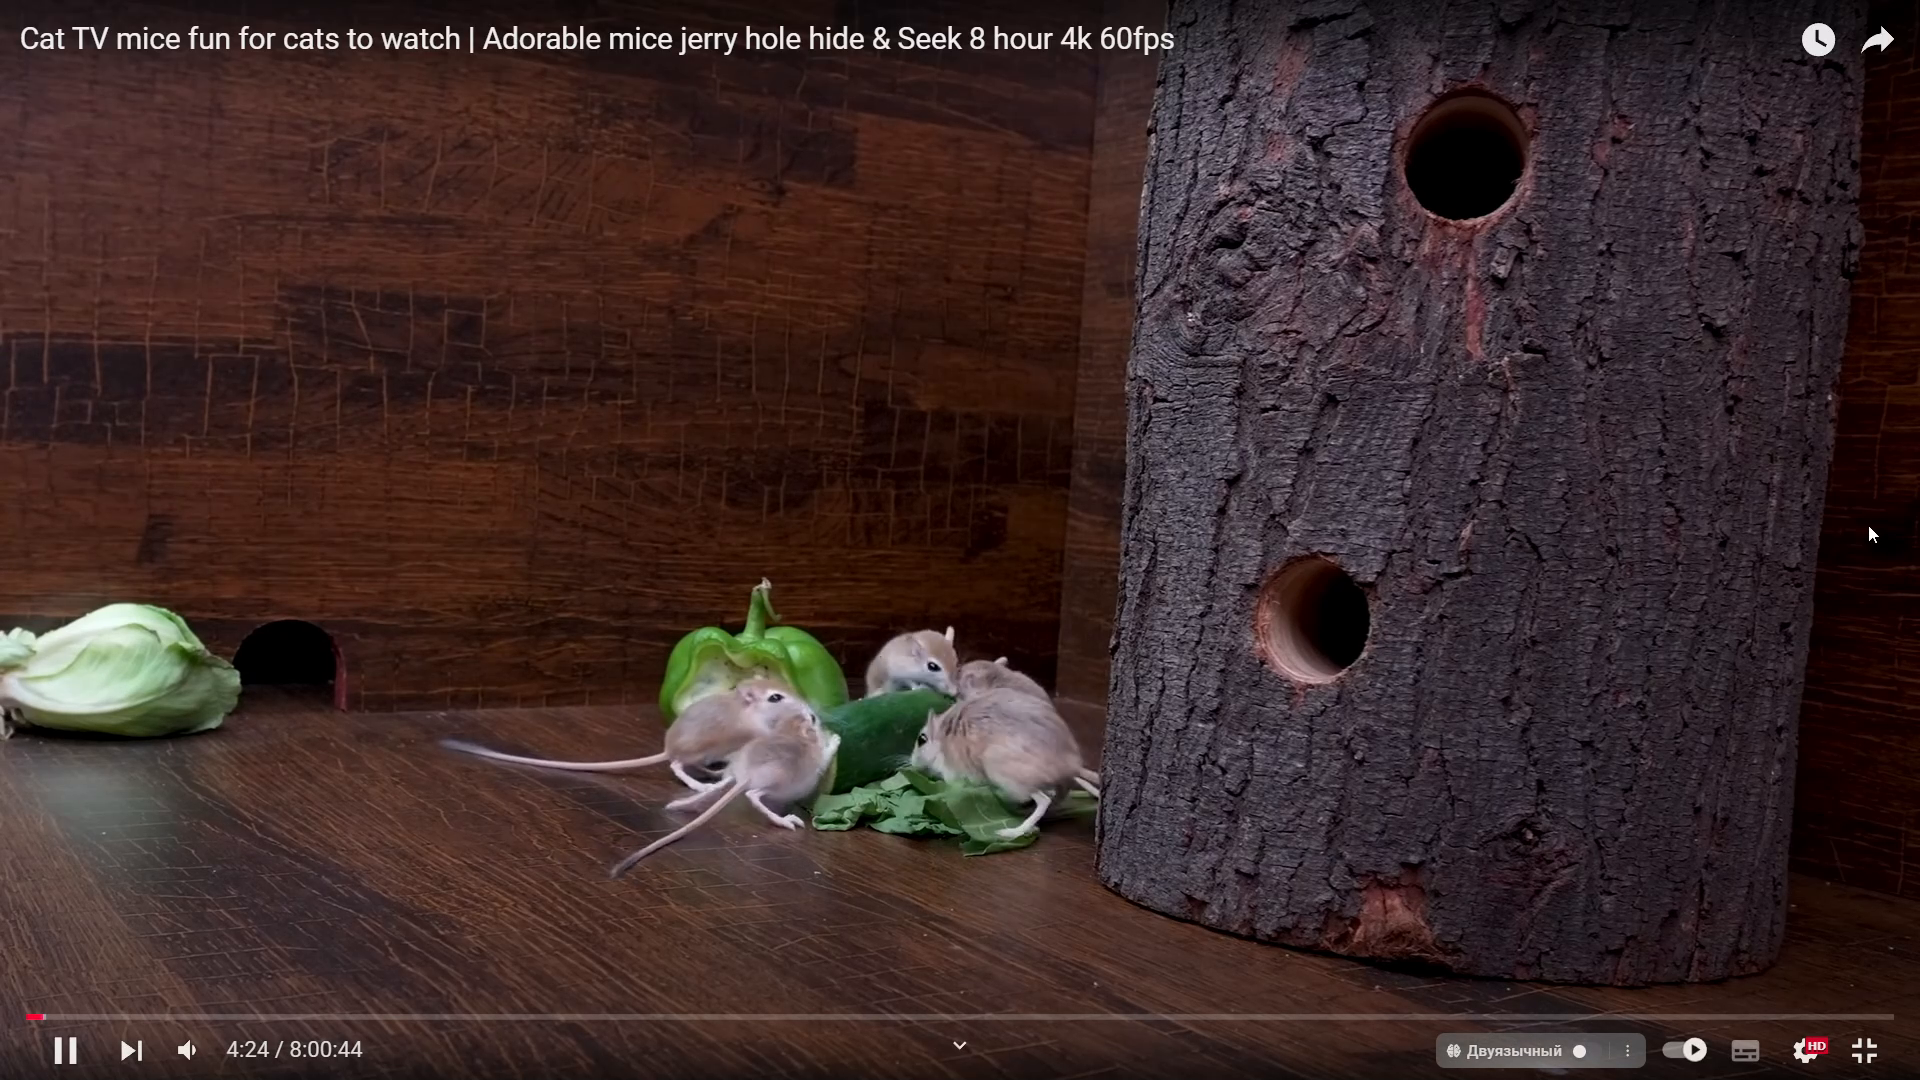 Cat TV mice fun for cats to watch | Adorable mice jerry hole hide & Seek 8 hour 4k 60fps
4:24 / 8:00:44
Двуязычный
HD